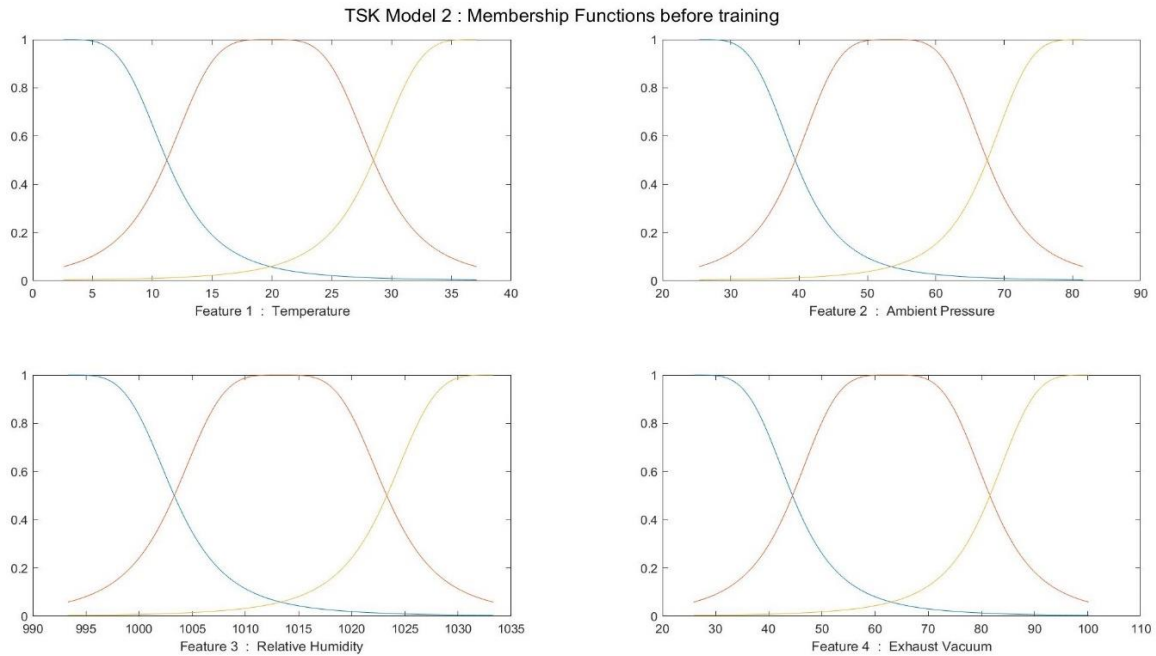 TSK Model 2 : Membership Functions before training
1
0.8
0.6
0.4
0.2
0
0 5 10 15 20 25 30 35 40
Feature 1 : Temperature
1
0.8
0.6
0.4
0.2
0
20 30 40 50 60 70 80 90
Feature 2 : Ambient Pressure
1
0.8
0.6
0.4
0.2
0
990 995 1000 1005 1010 1015 1020 1025 1030 1035
Feature 3 : Relative Humidity
1
0.8
0.6
0.4
0.2
0
20 30 40 50 60 70 80 90 100 110
Feature 4 : Exhaust Vacuum